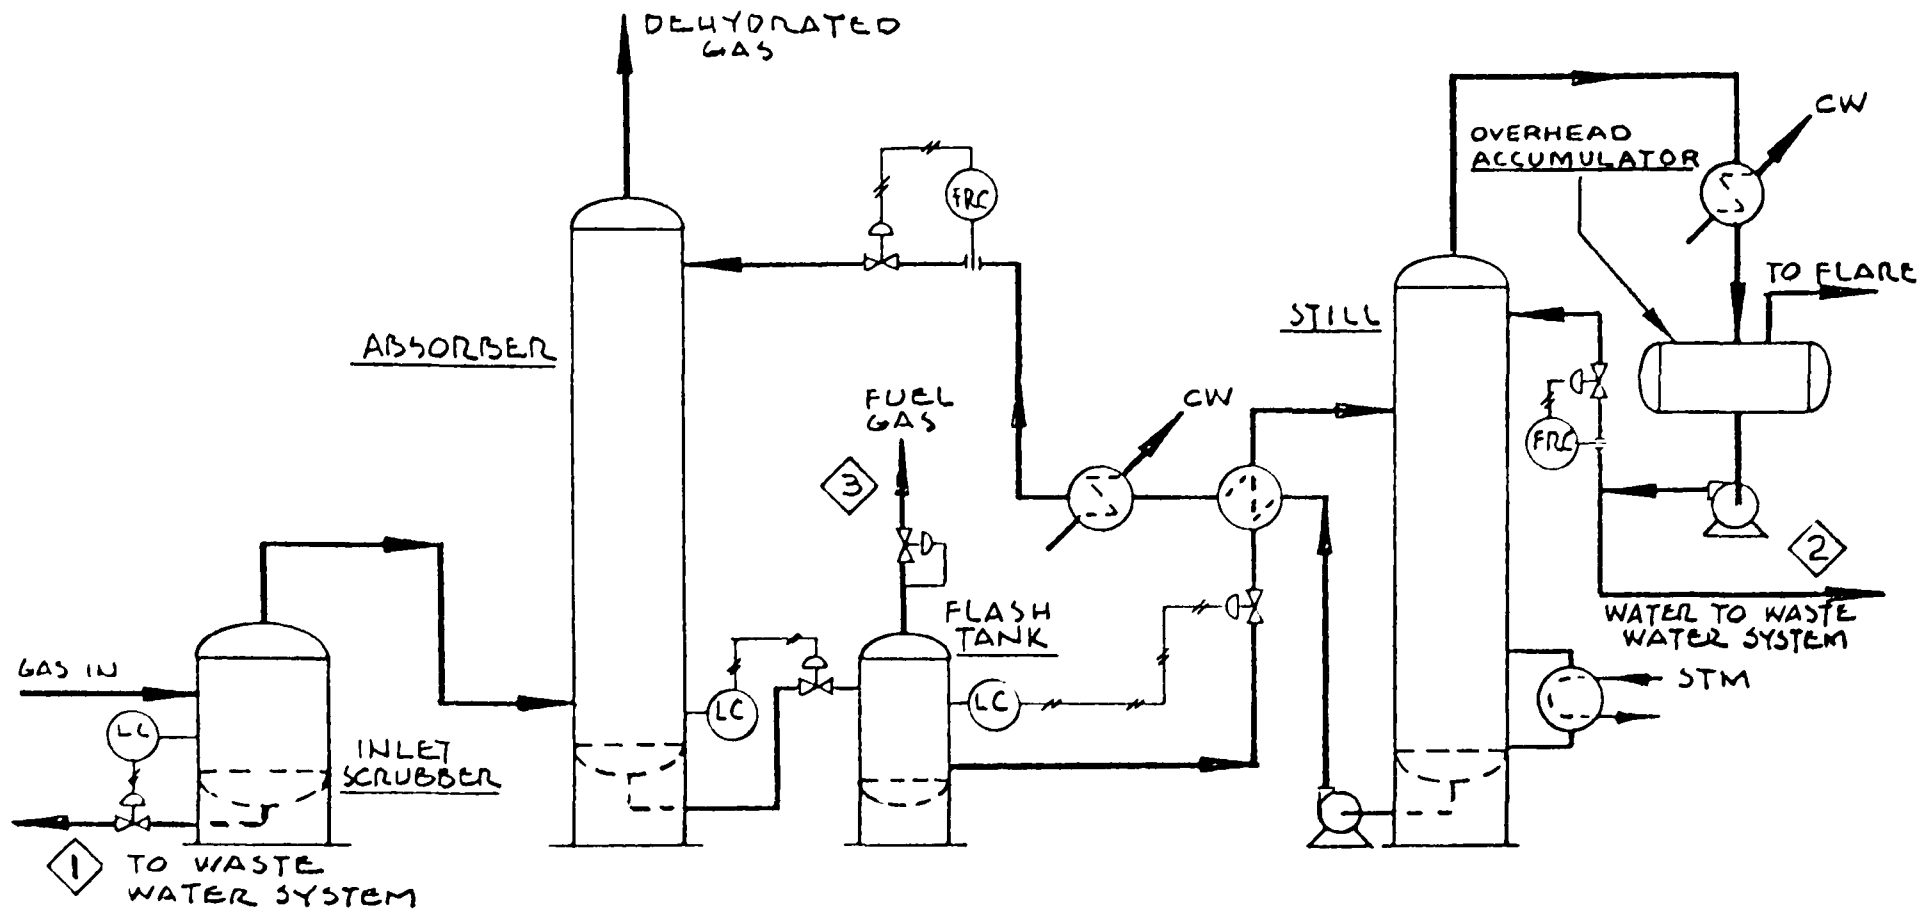 DEHYDRATED
GAS
CW
OVERHEAD
ACCUMULATOR
FRC
TO FLARE
STILL
ABSORBER
FUEL
GAS
CW
FRC
3
2
FLASH
TANK
WATER TO WASTE
WATER SYSTEM
GAS IN
STM
LC
LC
LC
INLET
SCRUBBER
1
TO WASTE
WATER SYSTEM